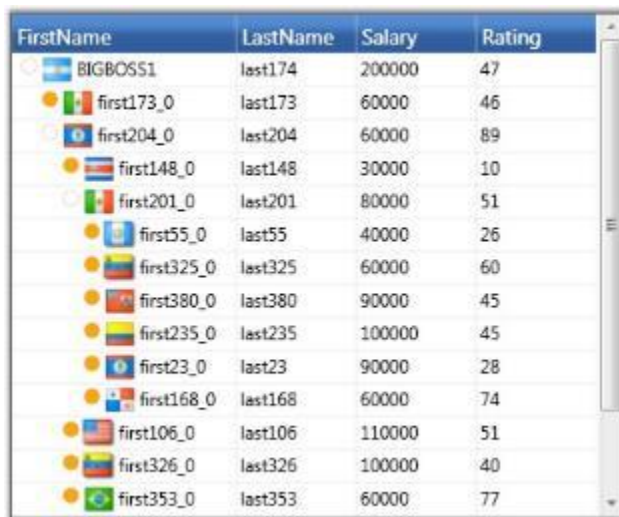 FirstName LastName Salary Rating
BIGBOSS1 last174 200000 47
first173_0 last173 60000 46
first204_0 last204 60000 89
first148_0 last148 30000 10
first201_0 last201 80000 51
first55_0 last55 40000 26
first325_0 last325 60000 60
first380_0 last380 90000 45
first235_0 last235 100000 45
first23_0 last23 90000 28
first168_0 last168 60000 74
first106_0 last106 110000 51
first326_0 last326 100000 40
first353_0 last353 60000 77